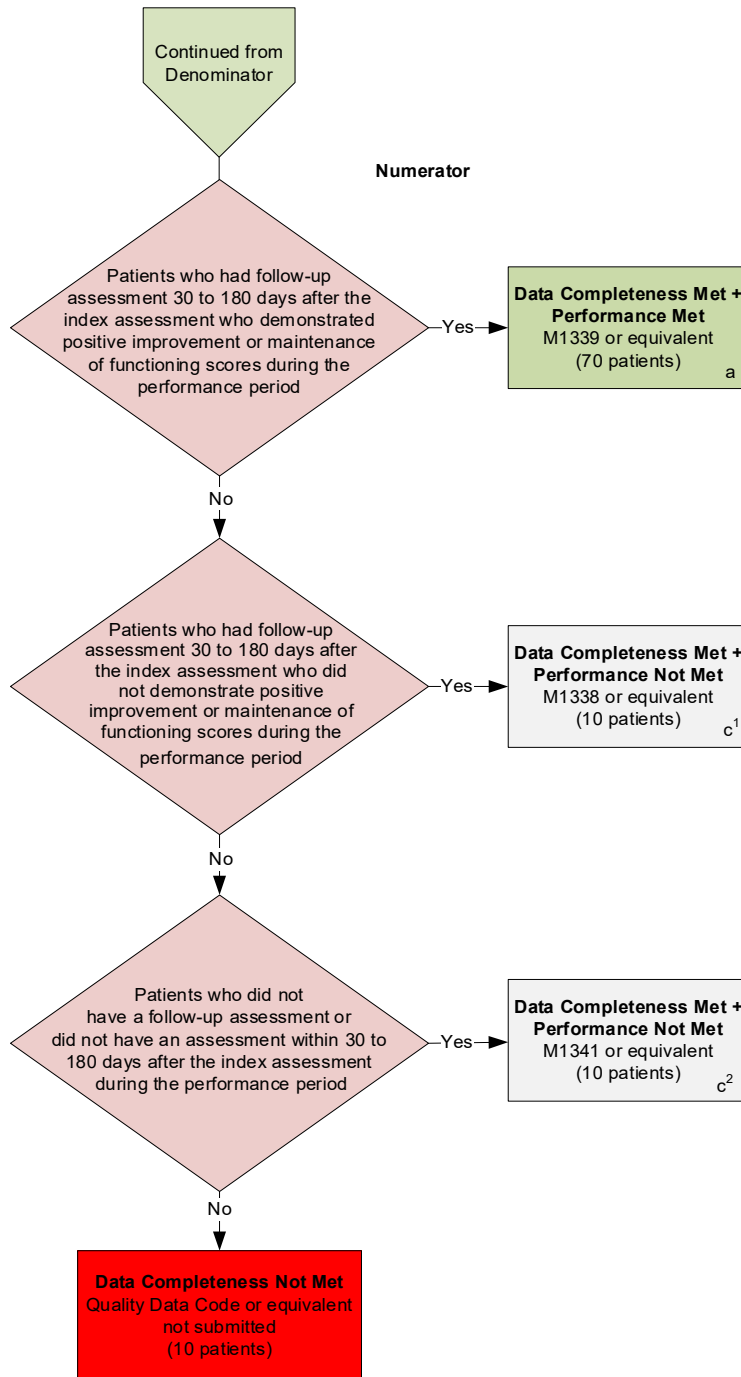 Continued from
Denominator
Numerator
Patients who had follow-up
assessment 30 to 180 days after the
index assessment who demonstrated
positive improvement or maintenance
of functioning scores during the
performance period
Yes
Data Completeness Met +
Performance Met
M1339 or equivalent
(70 patients)
a
No
Patients who had follow-up
assessment 30 to 180 days after
the index assessment who did
not demonstrate positive
improvement or maintenance of
functioning scores during the
performance period
Yes
Data Completeness Met +
Performance Not Met
M1338 or equivalent
(10 patients)
c¹
No
Patients who did not
have a follow-up assessment or
did not have an assessment within 30 to
180 days after the index assessment
during the performance period
Yes
Data Completeness Met +
Performance Not Met
M1341 or equivalent
(10 patients)
c²
No
Data Completeness Not Met
Quality Data Code or equivalent
not submitted
(10 patients)